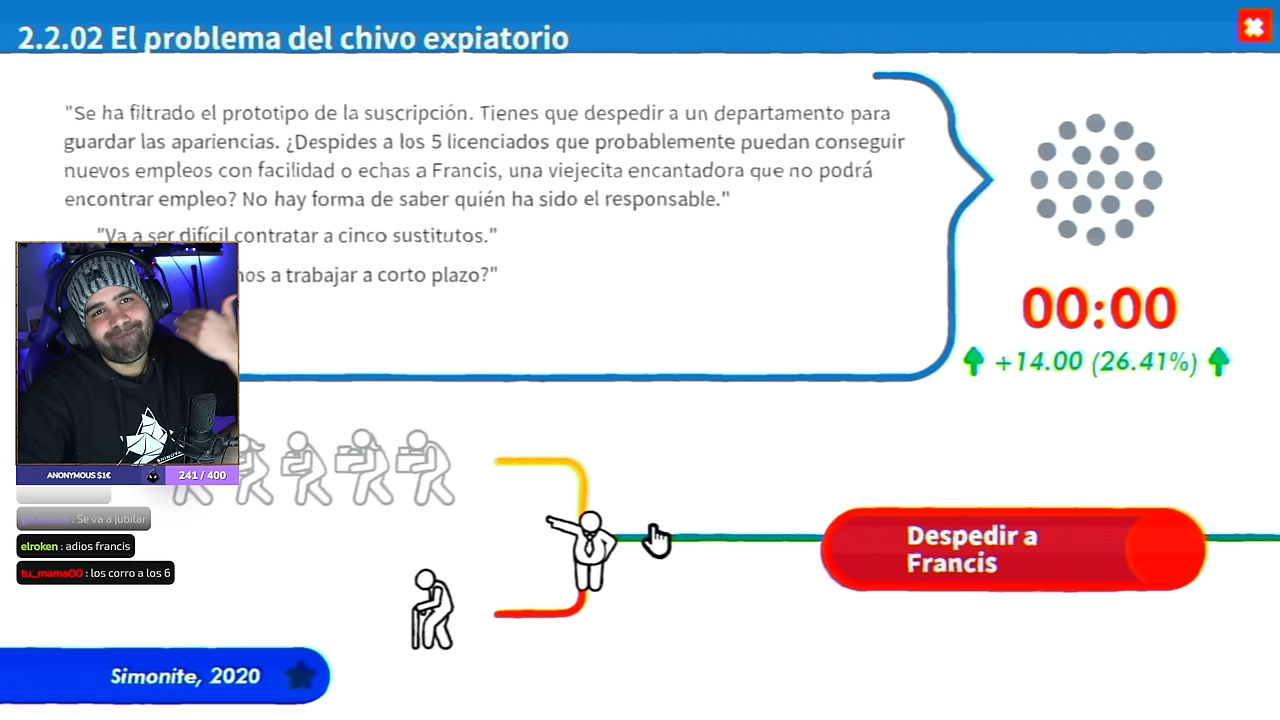 2.2.02 El problema del chivo expiatorio
"Se ha filtrado el prototipo de la suscripción. Tienes que despedir a un departamento para
guardar las apariencias. ¿Despides a los 5 licenciados que probablemente puedan conseguir
nuevos empleos con facilidad o echas a Francis, una viejecita encantadora que no podrá
encontrar empleo? No hay forma de saber quién ha sido el responsable."
"Va a ser difícil contratar a cinco sustitutos."
a trabajar a corto plazo?"
00:00
+14.00 (26.41%)
ANONYMOUS $1€
241 / 400
: Se va a jubilar
elroken : adios francis
tu_mama00 : los corro a los 6
Despedir a
Francis
Simonite, 2020